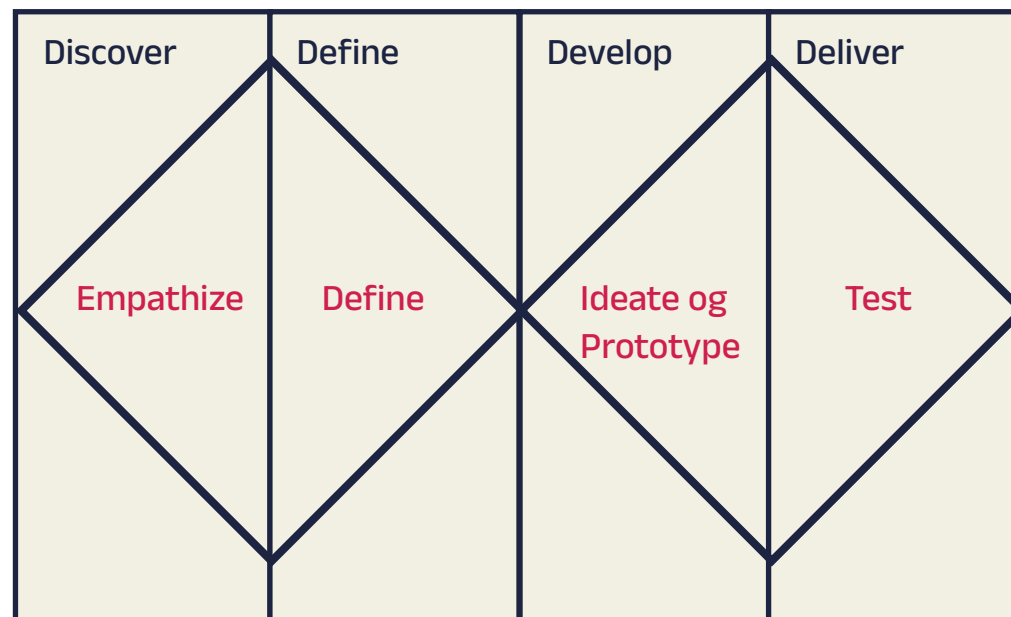 Discover
Define
Develop
Deliver
Empathize
Define
Ideate og
Prototype
Test